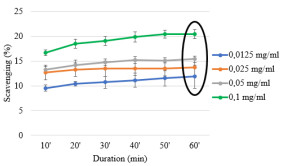 Scavengung (%)
25
20
15
10
5
0
10' 20' 30' 40' 50' 60'
Duration (min)
0,0125 mg/ml
0,025 mg/ml
0,05 mg/ml
0,1 mg/ml